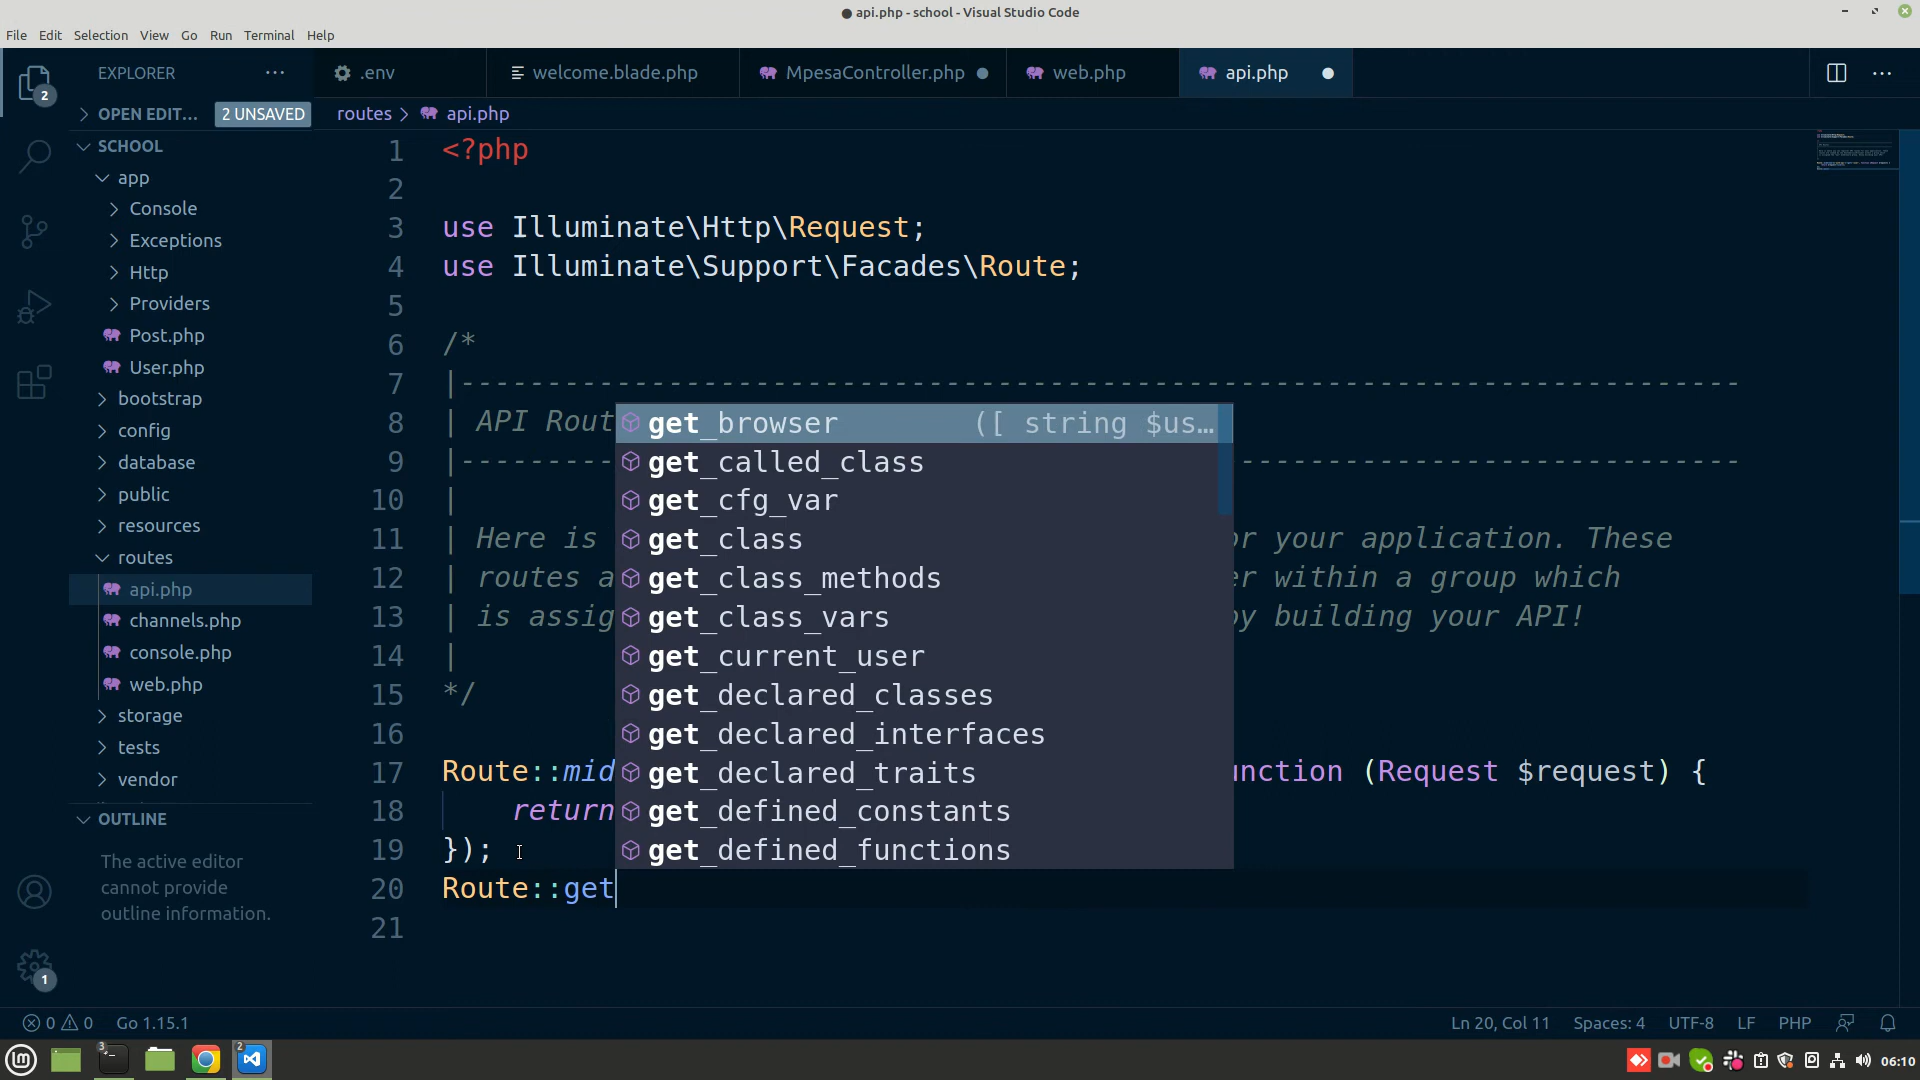 ● api.php - school - Visual Studio Code
File Edit Selection View Go Run Terminal Help
EXPLORER ···
.env
welcome.blade.php
MpesaController.php
web.php
api.php
OPEN EDIT... 2 UNSAVED
routes > api.php
2
SCHOOL
app
Console
Exceptions
Http
Providers
Post.php
User.php
bootstrap
config
database
public
resources
routes
api.php
channels.php
console.php
web.php
storage
tests
vendor
OUTLINE
The active editor
cannot provide
outline information.
1
1 <?php
2
3 use Illuminate\Http\Request;
4 use Illuminate\Support\Facades\Route;
5
6 /*
7 |--------------------------------------------------------------------------
8 | API Rout
9 |--------------------------------------------------------------------------
10 |
11 | Here is or your application. These
12 | routes a er within a group which
13 | is assig by building your API!
14 |
15 */
16
17 Route::mid unction (Request $request) {
18 return
19 });
20 Route::get
21
get_browser ([ string $us…
get_called_class
get_cfg_var
get_class
get_class_methods
get_class_vars
get_current_user
get_declared_classes
get_declared_interfaces
get_declared_traits
get_defined_constants
get_defined_functions
0 0 Go 1.15.1
Ln 20, Col 11 Spaces: 4 UTF-8 LF PHP
3
2
06:10